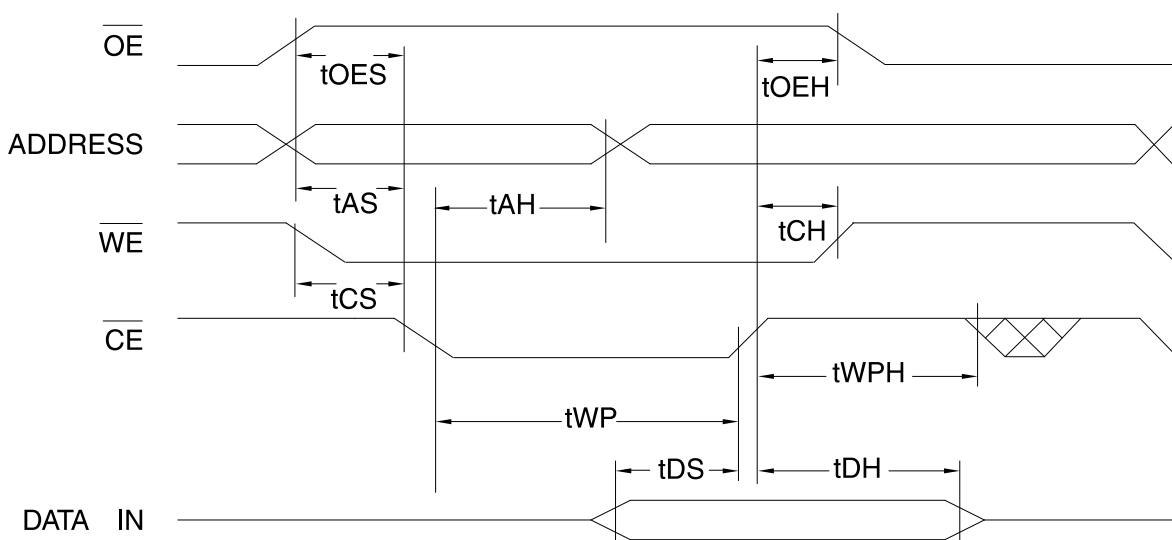 OE
tOES
tOEH
ADDRESS
tAS
tAH
tCH
WE
tCS
CE
tWPH
tWP
tDS
tDH
DATA IN